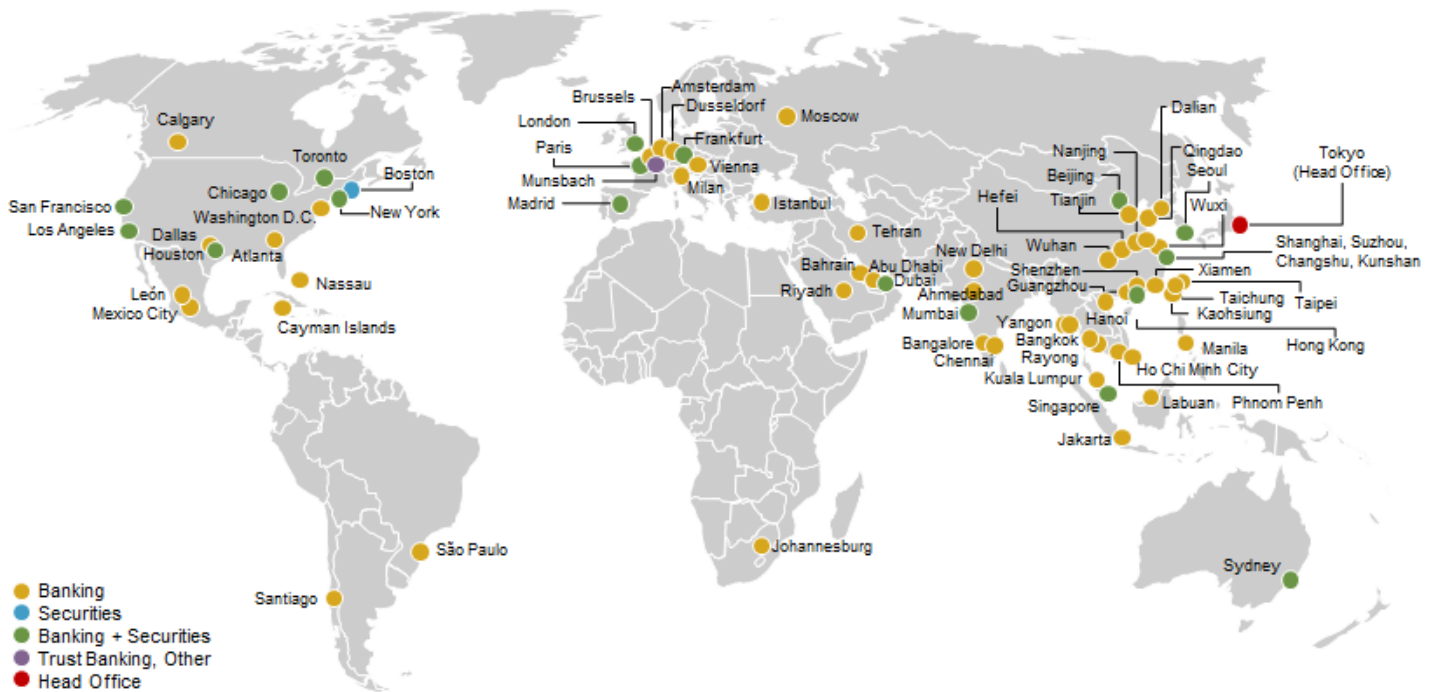 Calgary
Toronto
Boston
Chicago
San Francisco
Washington D.C.
New York
Los Angeles
Dallas
Houston
Atlanta
Nassau
León
Mexico City
Cayman Islands
São Paulo
Santiago
Amsterdam
Brussels
Dusseldorf
London
Frankfurt
Paris
Vienna
Munsbach
Milan
Madrid
Moscow
Istanbul
Tehran
Bahrain
Abu Dhabi
Dubai
Riyadh
Johannesburg
New Delhi
Ahmedabad
Mumbai
Bangalore
Chennai
Dalian
Nanjing
Qingdao
Beijing
Seoul
Tianjin
Hefei
Wuxi
Wuhan
Tokyo
(Head Office)
Shanghai, Suzhou,
Changshu, Kunshan
Shenzhen
Xiamen
Guangzhou
Taichung
Taipei
Kaohsiung
Hanoi
Hong Kong
Yangon
Bangkok
Rayong
Manila
Ho Chi Minh City
Kuala Lumpur
Phnom Penh
Singapore
Labuan
Jakarta
Sydney
Banking
Securities
Banking + Securities
Trust Banking, Other
Head Office